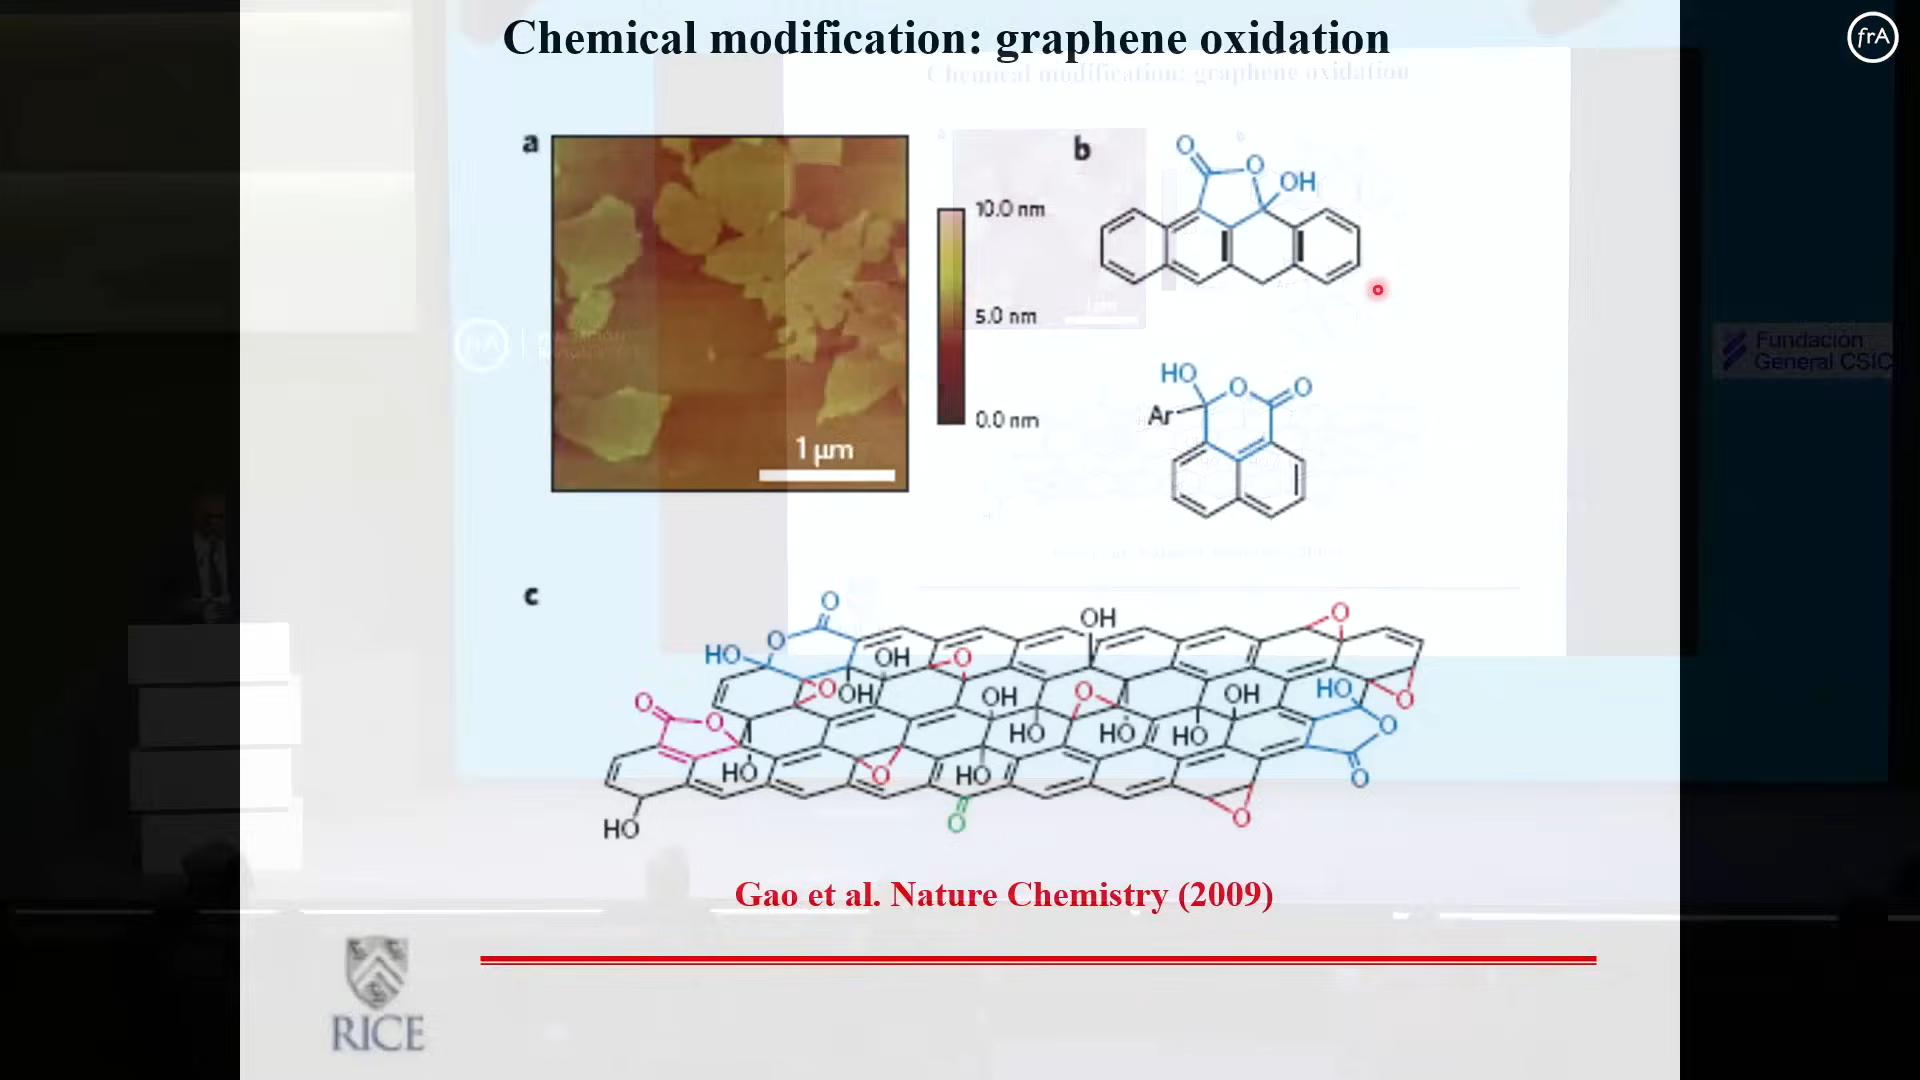 Chemical modification: graphene oxidation
frA
Chemical modification: graphene oxidation
a
10.0 nm
5.0 nm
0.0 nm
1 µm
b
O
O
OH
HO
O
O
Ar
Fundación
General CSIC
frA
c
O
O
HO
OH
O
O
OH
OH
O
O
HO
OH
OH
HO
O
O
O
O
HO
HO
HO
HO
O
O
HO
O
HO
O
O
Gao et al. Nature Chemistry (2009)
RICE